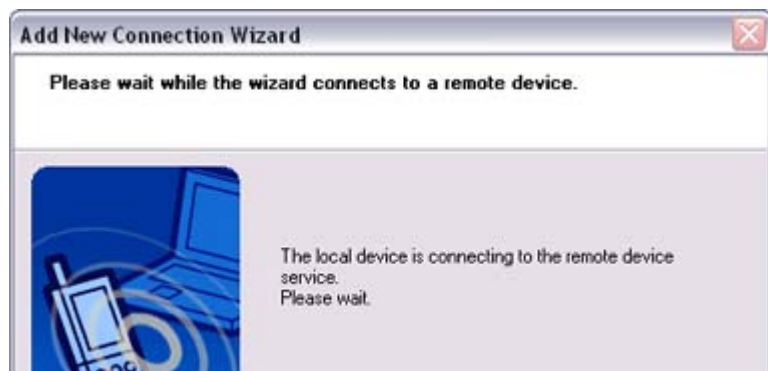 Add New Connection Wizard
Please wait while the wizard connects to a remote device.
The local device is connecting to the remote device
service.
Please wait.